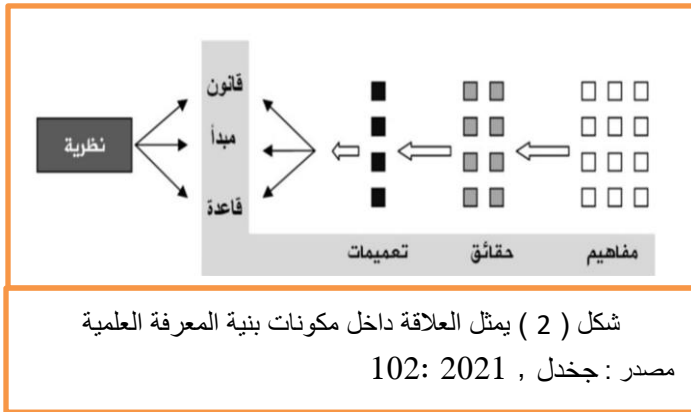 قانون
مبدأ
قاعدة
نظرية
مفاهيم
حقائق
تعميمات
شكل ( 2 ) يمثل العلاقة داخل مكونات بنية المعرفة العلمية
مصدر : جخدل , 2021 :102